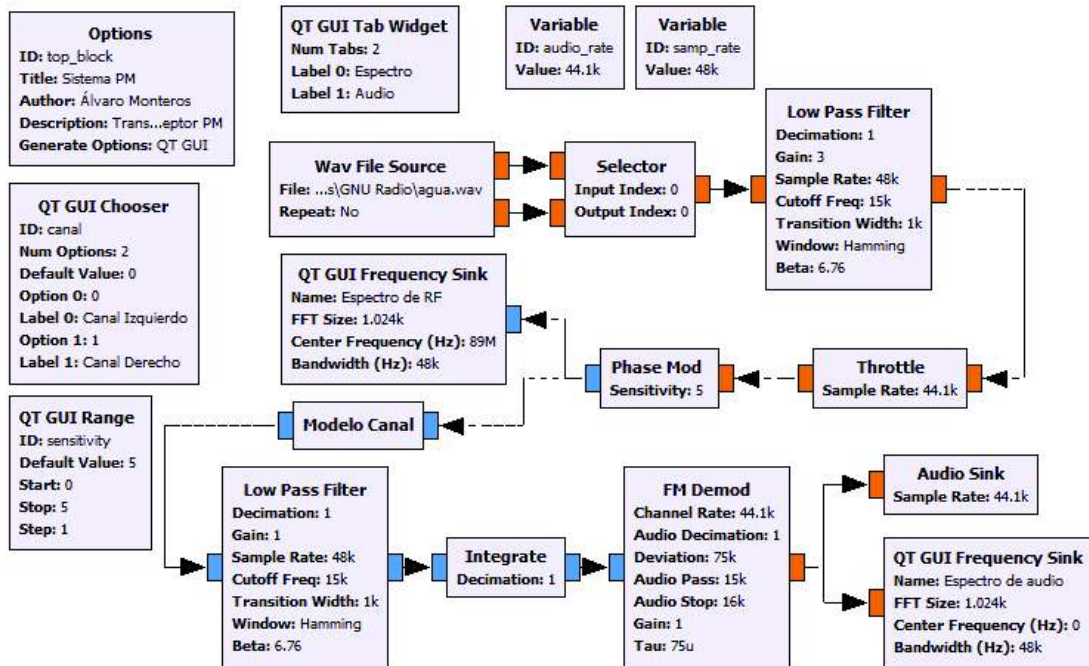 Options
ID: top_block
Title: Sistema PM
Author: Álvaro Monteros
Description: Trans...eptor PM
Generate Options: QT GUI
QT GUI Tab Widget
Num Tabs: 2
Label 0: Espectro
Label 1: Audio
Variable
ID: audio_rate
Value: 44.1k
Variable
ID: samp_rate
Value: 48k
Wav File Source
File: ...s\GNU Radio\agua.wav
Repeat: No
Selector
Input Index: 0
Output Index: 0
Low Pass Filter
Decimation: 1
Gain: 3
Sample Rate: 48k
Cutoff Freq: 15k
Transition Width: 1k
Window: Hamming
Beta: 6.76
QT GUI Chooser
ID: canal
Num Options: 2
Default Value: 0
Option 0: 0
Label 0: Canal Izquierdo
Option 1: 1
Label 1: Canal Derecho
QT GUI Frequency Sink
Name: Espectro de RF
FFT Size: 1.024k
Center Frequency (Hz): 89M
Bandwidth (Hz): 48k
Phase Mod
Sensitivity: 5
Throttle
Sample Rate: 44.1k
QT GUI Range
ID: sensitivity
Default Value: 5
Start: 0
Stop: 5
Step: 1
Modelo Canal
Low Pass Filter
Decimation: 1
Gain: 1
Sample Rate: 48k
Cutoff Freq: 15k
Transition Width: 1k
Window: Hamming
Beta: 6.76
Integrate
Decimation: 1
FM Demod
Channel Rate: 44.1k
Audio Decimation: 1
Deviation: 75k
Audio Pass: 15k
Audio Stop: 16k
Gain: 1
Tau: 75u
Audio Sink
Sample Rate: 44.1k
QT GUI Frequency Sink
Name: Espectro de audio
FFT Size: 1.024k
Center Frequency (Hz): 0
Bandwidth (Hz): 48k